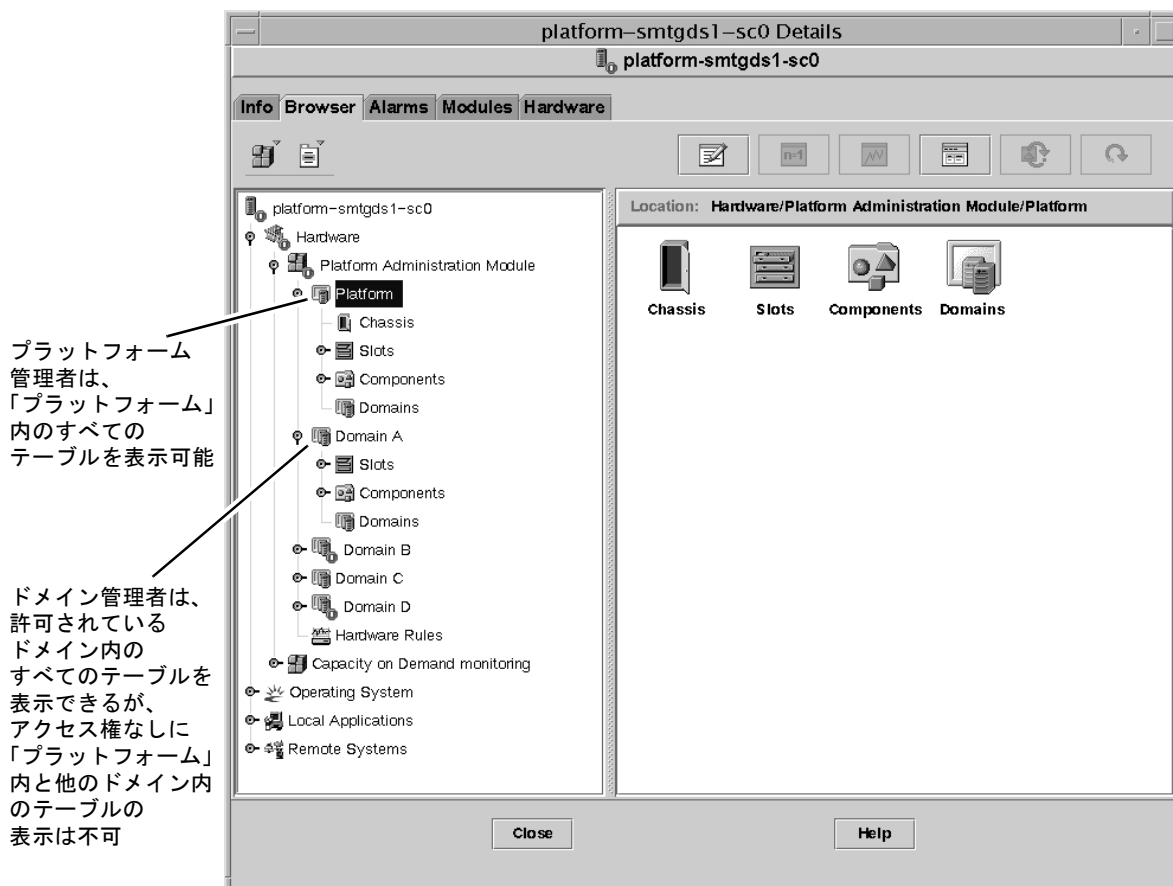 platform–smtgds1–sc0 Details
platform-smtgds1-sc0
Info Browser Alarms Modules Hardware
n=1
platform–smtgds1–sc0
Hardware
Platform Administration Module
Platform
Chassis
Slots
Components
Domains
Domain A
Slots
Components
Domains
Domain B
Domain C
Domain D
Hardware Rules
Capacity on Demand monitoring
Operating System
Local Applications
Remote Systems
Location: Hardware/Platform Administration Module/Platform
Chassis Slots Components Domains
Close Help
プラットフォーム
管理者は、
「プラットフォーム」
内のすべての
テーブルを表示可能
ドメイン管理者は、
許可されている
ドメイン内の
すべてのテーブルを
表示できるが、
アクセス権なしに
「プラットフォーム」
内と他のドメイン内
のテーブルの
表示は不可